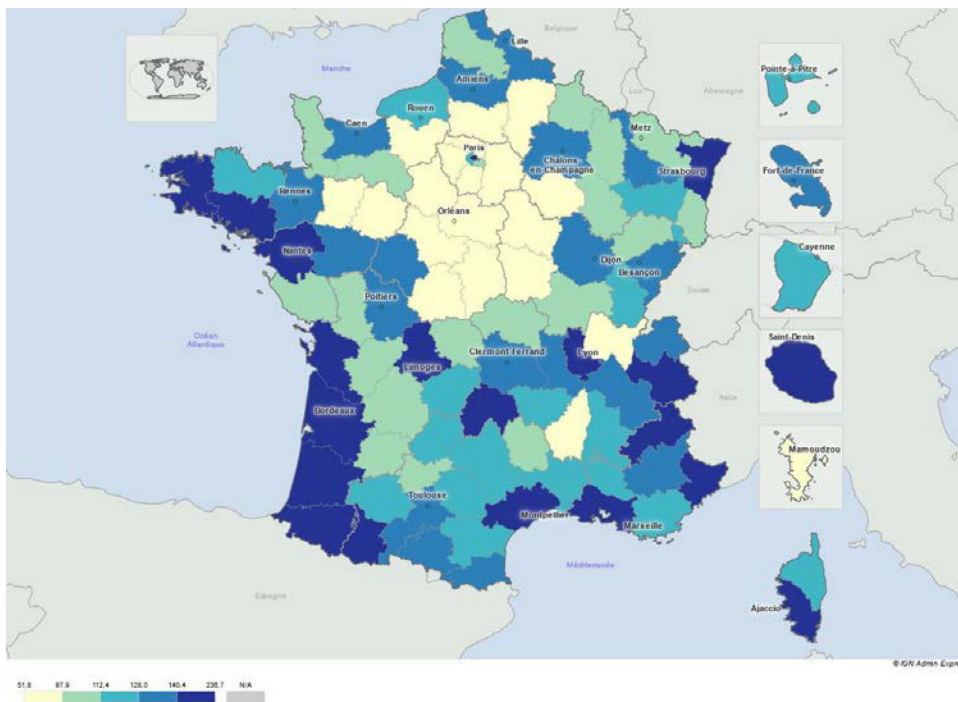 Belgique
Lille
Pointe-à-Pitre
Manche
Amiens
Lux
Allemagne
Rouen
Caen
Metz
Paris
Châlons
en-Champagne
Strasbourg
Fort-de-France
Rennes
Orléans
Nantes
Dijon
Besançon
Cayenne
Suisse
Poitiers
Océan
Atlantique
Saint-Denis
Clermont Ferrand
Lyon
Limoges
Italie
Bordeaux
Mamoudzou
Toulouse
Montpellier
Marseille
Méditerranée
Espagne
Ajaccio
© IGN Admin Expre
51,8 97,9 112,4 128,0 140,4 236,7 N/A